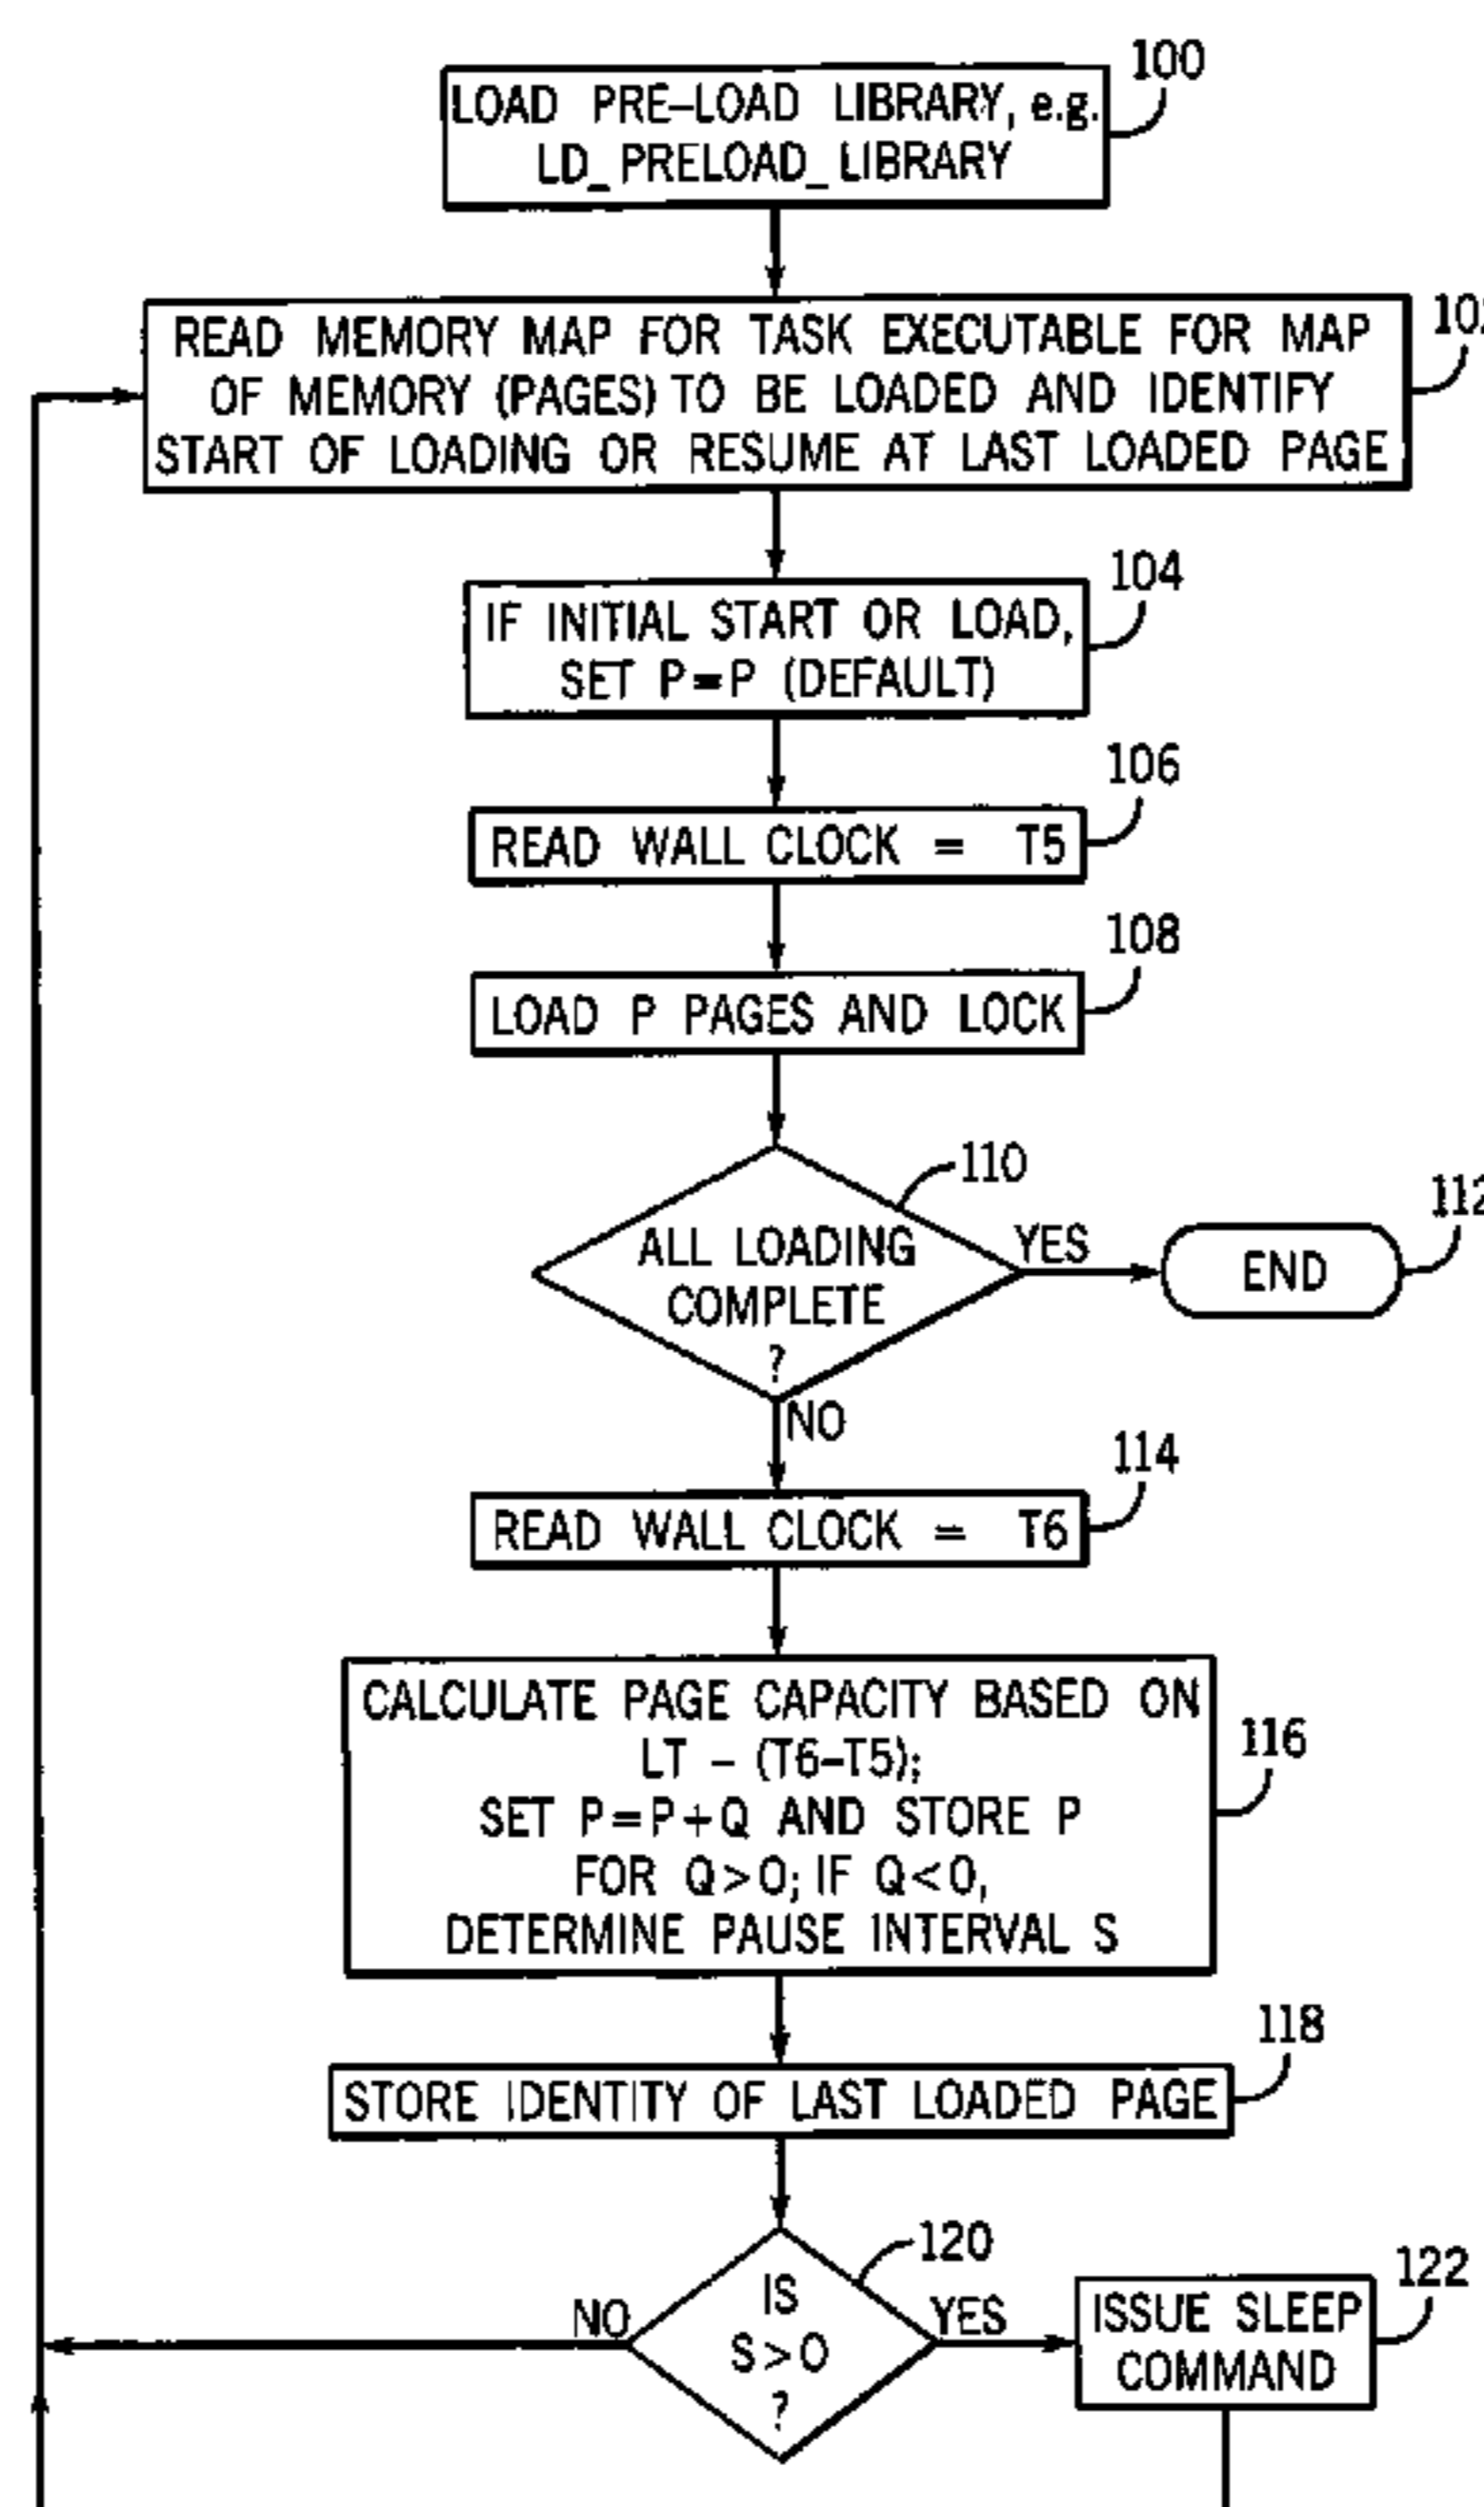 100
LOAD PRE-LOAD LIBRARY, e.g.
LD_PRELOAD_LIBRARY
READ MEMORY MAP FOR TASK EXECUTABLE FOR MAP
OF MEMORY (PAGES) TO BE LOADED AND IDENTIFY
START OF LOADING OR RESUME AT LAST LOADED PAGE
104
IF INITIAL START OR LOAD,
SET P=P (DEFAULT)
106
READ WALL CLOCK = T5
108
LOAD P PAGES AND LOCK
110
ALL LOADING
COMPLETE
?
YES
END
112
NO
114
READ WALL CLOCK = T6
CALCULATE PAGE CAPACITY BASED ON
LT - (T6-T5);
SET P=P+Q AND STORE P
FOR Q>0; IF Q<0,
DETERMINE PAUSE INTERVAL S
116
118
STORE IDENTITY OF LAST LOADED PAGE
120
IS
S>0
?
NO
YES
122
ISSUE SLEEP
COMMAND